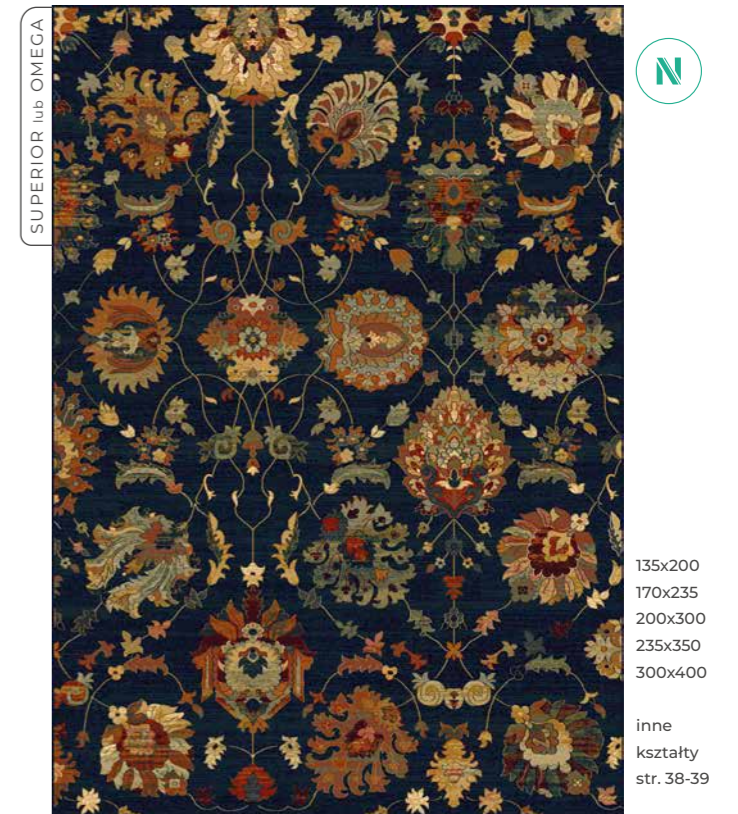 SUPERIOR lub OMEGA
N
135x200
170x235
200x300
235x350
300x400
inne
kształty
str. 38-39